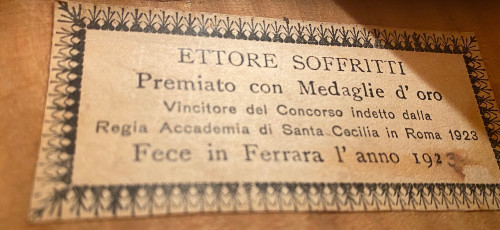 ETTORE SOFFRITTI
Premiato con Medaglie d' oro
Vincitore del Concorso indetto dalla
Regia Accademia di Santa Cecilia in Roma 1923
Fece in Ferrara l' anno 1923